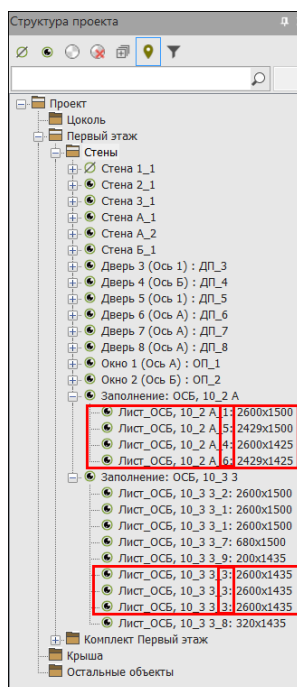 Структура проекта
Проект
Цоколь
Первый этаж
Стены
Стена 1_1
Стена 2_1
Стена 3_1
Стена А_1
Стена А_2
Стена Б_1
Дверь 3 (Ось 1) : ДП_3
Дверь 4 (Ось Б) : ДП_4
Дверь 5 (Ось 1) : ДП_5
Дверь 6 (Ось А) : ДП_6
Дверь 7 (Ось А) : ДП_7
Дверь 8 (Ось А) : ДП_8
Окно 1 (Ось А) : ОП_1
Окно 2 (Ось Б) : ОП_2
Заполнение: ОСБ, 10_2 А
Лист_ОСБ, 10_2 А_1: 2600x1500
Лист_ОСБ, 10_2 А_5: 2429x1500
Лист_ОСБ, 10_2 А_4: 2600x1425
Лист_ОСБ, 10_2 А_6: 2429x1425
Заполнение: ОСБ, 10_3 3
Лист_ОСБ, 10_3 3_2: 2600x1500
Лист_ОСБ, 10_3 3_1: 2600x1500
Лист_ОСБ, 10_3 3_1: 2600x1500
Лист_ОСБ, 10_3 3_7: 680x1500
Лист_ОСБ, 10_3 3_9: 200x1435
Лист_ОСБ, 10_3 3_3: 2600x1435
Лист_ОСБ, 10_3 3_3: 2600x1435
Лист_ОСБ, 10_3 3_3: 2600x1435
Лист_ОСБ, 10_3 3_8: 320x1435
Комплект Первый этаж
Крыша
Остальные объекты